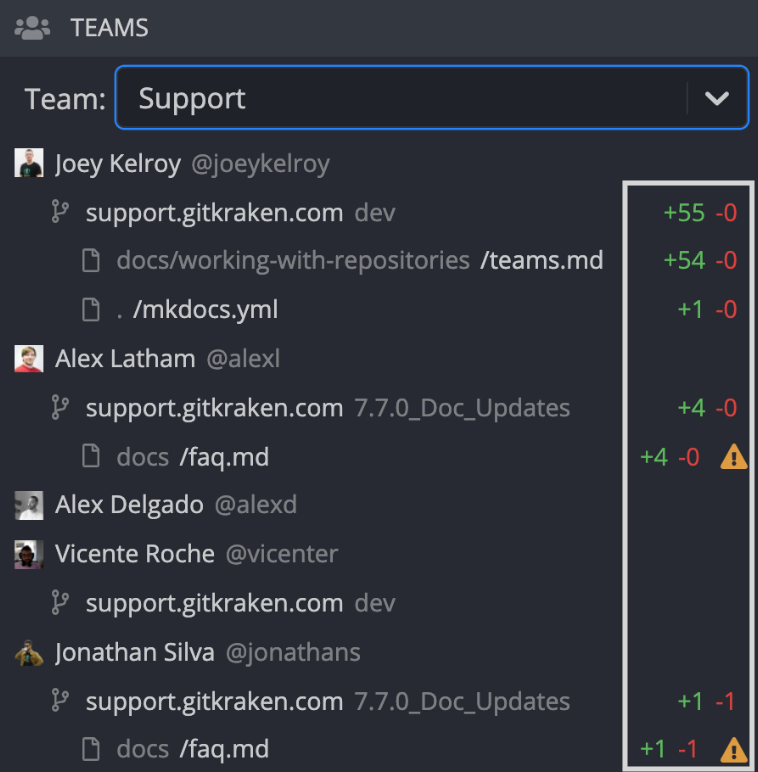 TEAMS
Team: Support
Joey Kelroy @joeykelroy
support.gitkraken.com dev +55 -0
docs/working-with-repositories /teams.md +54 -0
. /mkdocs.yml +1 -0
Alex Latham @alexl
support.gitkraken.com 7.7.0_Doc_Updates +4 -0
docs /faq.md +4 -0
Alex Delgado @alexd
Vicente Roche @vicenter
support.gitkraken.com dev
Jonathan Silva @jonathans
support.gitkraken.com 7.7.0_Doc_Updates +1 -1
docs /faq.md +1 -1